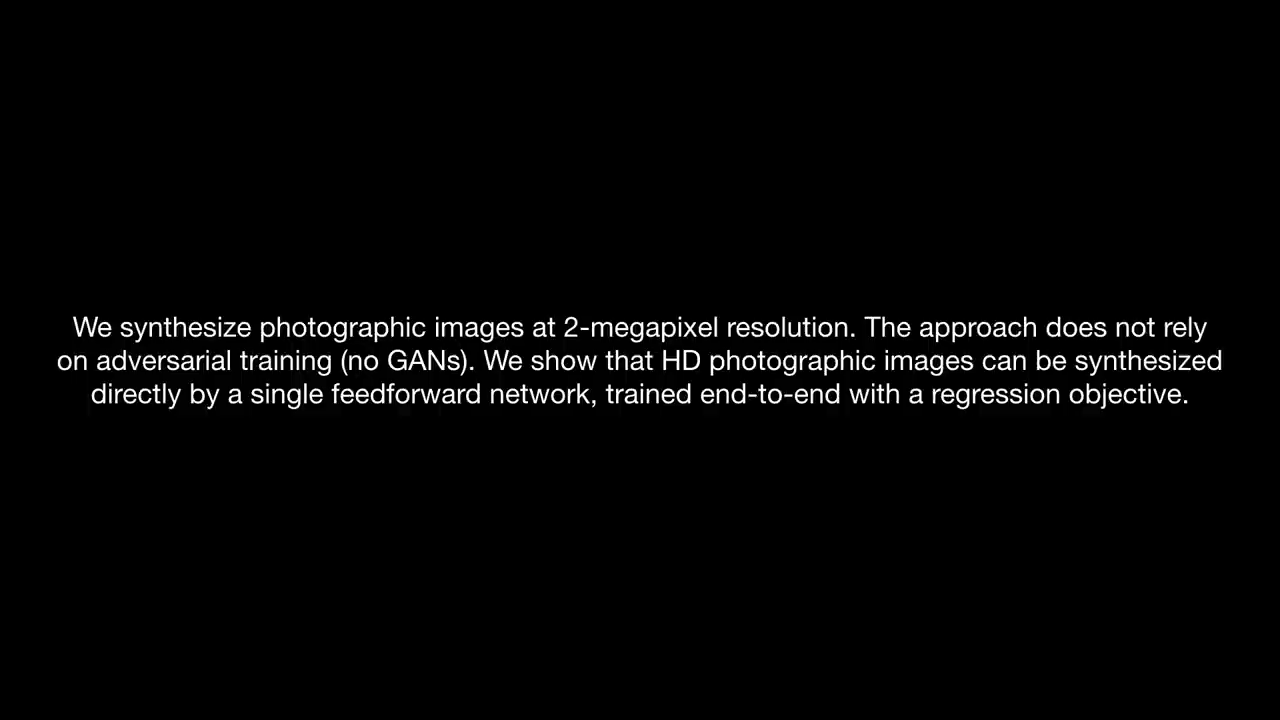 We synthesize photographic images at 2-megapixel resolution. The approach does not rely
on adversarial training (no GANs). We show that HD photographic images can be synthesized
directly by a single feedforward network, trained end-to-end with a regression objective.